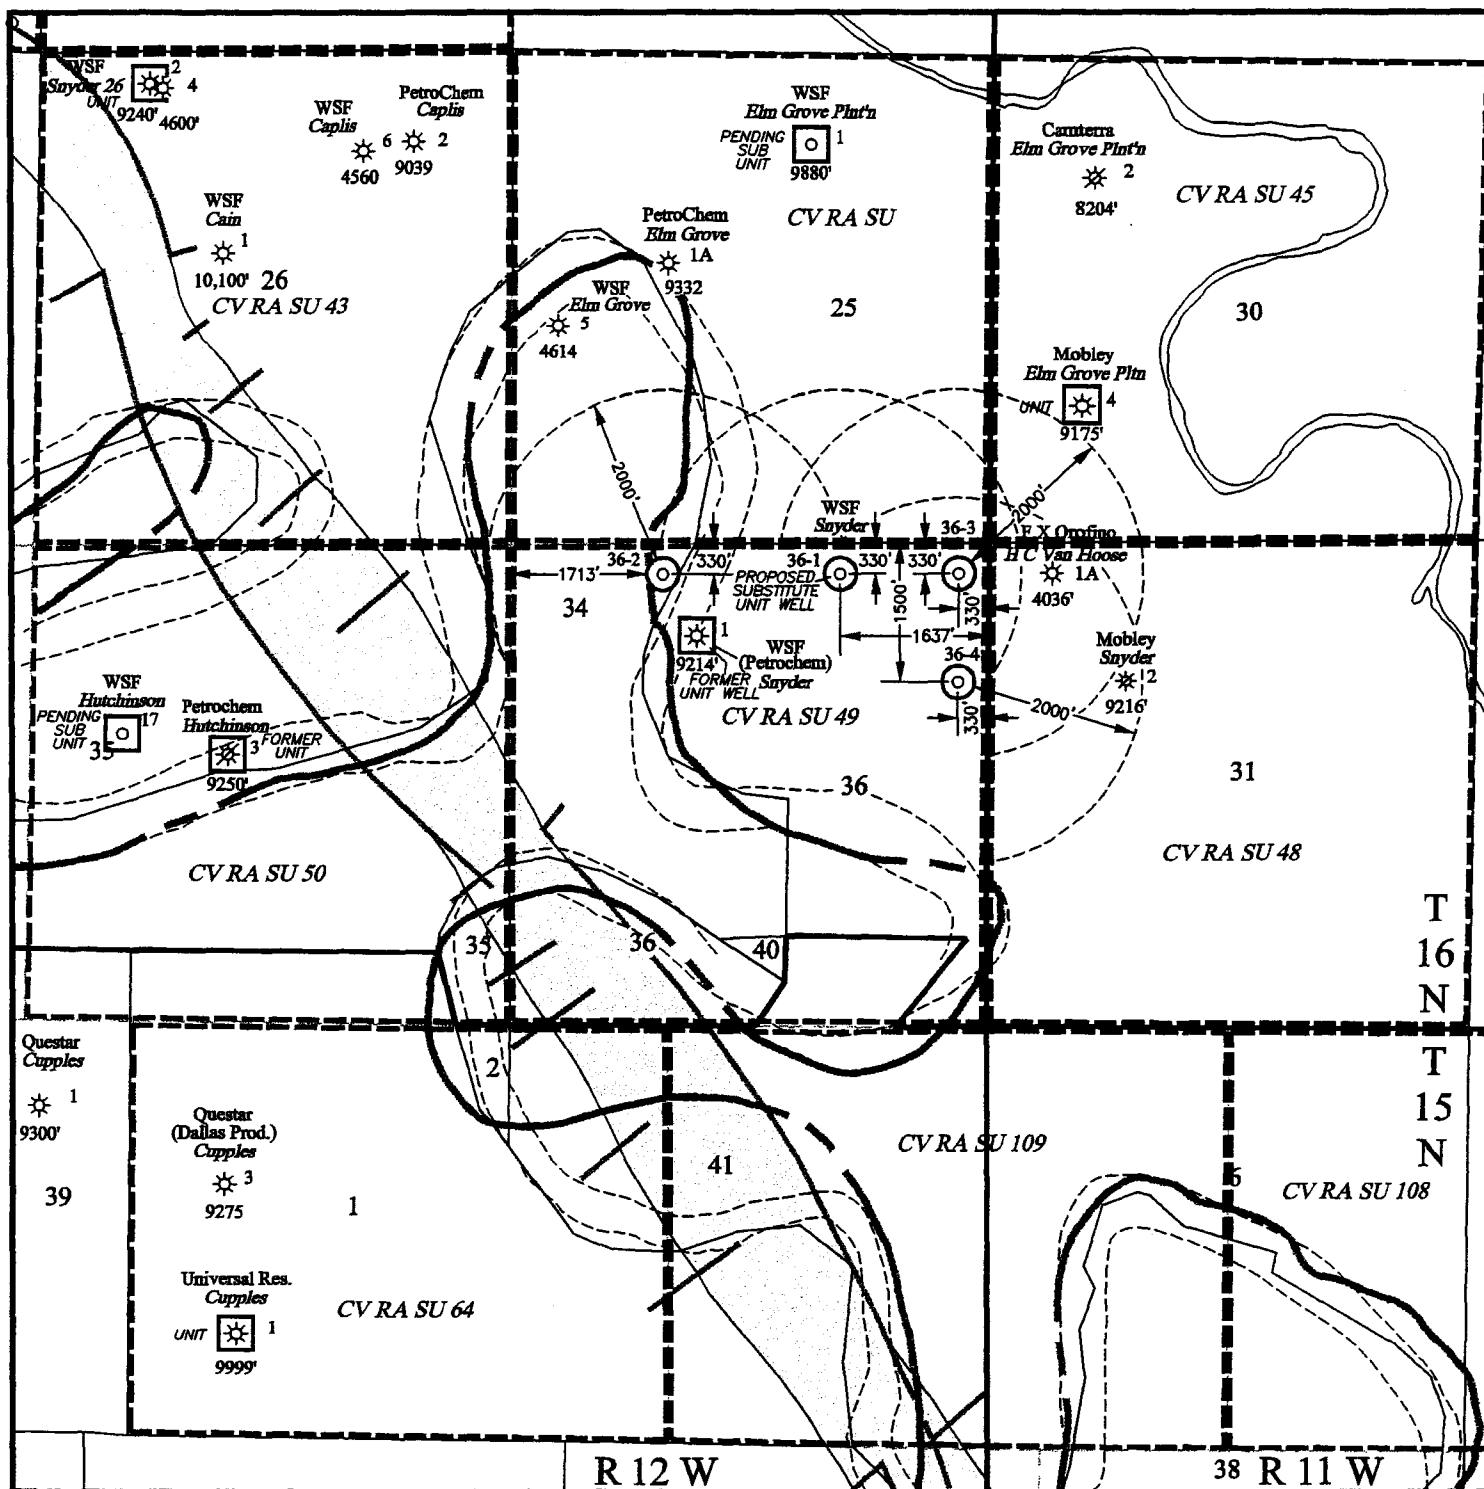 WSF
Snyder 26
UNIT
2
4
9240'
4600'
WSF
Caplis
6
4560
PetroChem
Caplis
2
9039
WSF
Cain
1
10,100'
26
CV RA SU 43
WSF
Elm Grove Plnt'n
PENDING
SUB
UNIT
1
9880'
CV RA SU
PetroChem
Elm Grove
1A
9332
WSF
Elm Grove
5
4614
25
Camterra
Elm Grove Plnt'n
2
8204'
CV RA SU 45
30
Mobley
Elm Grove Pltn
UNIT
4
9175'
2000'
2000'
WSF
Snyder
36-3
F X Orofino
H C Van Hoose
1A
4036'
36-2
330'
36-1
330'
330'
1713'
PROPOSED
SUBSTITUTE
UNIT WELL
1500'
330'
34
1637'
1
9214'
WSF
(Petrochem)
Snyder
FORMER
UNIT WELL
36-4
330'
2000'
Mobley
Snyder
2
9216'
CV RA SU 49
WSF
Hutchinson
PENDING
SUB
UNIT
17
35
Petrochem
Hutchinson
3
FORMER
UNIT
9250'
36
31
CV RA SU 48
CV RA SU 50
35
36
40
T
16
N
Questar
Cupples
1
9300'
2
T
15
N
Questar
(Dallas Prod.)
Cupples
3
9275
CV RA SU 109
41
39
1
6
CV RA SU 108
Universal Res.
Cupples
UNIT
1
9999'
CV RA SU 64
R 12 W
38
R 11 W